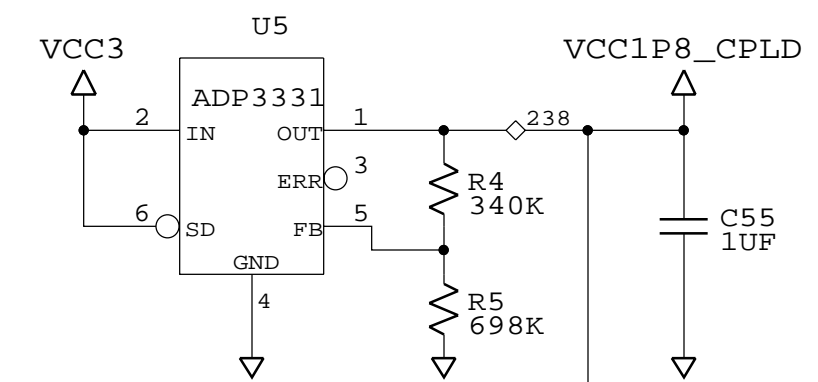 U5
VCC3
VCC1P8_CPLD
ADP3331
2
IN
OUT
1
238
ERR
3
R4
340K
6
SD
FB
5
C55
1UF
GND
4
R5
698K